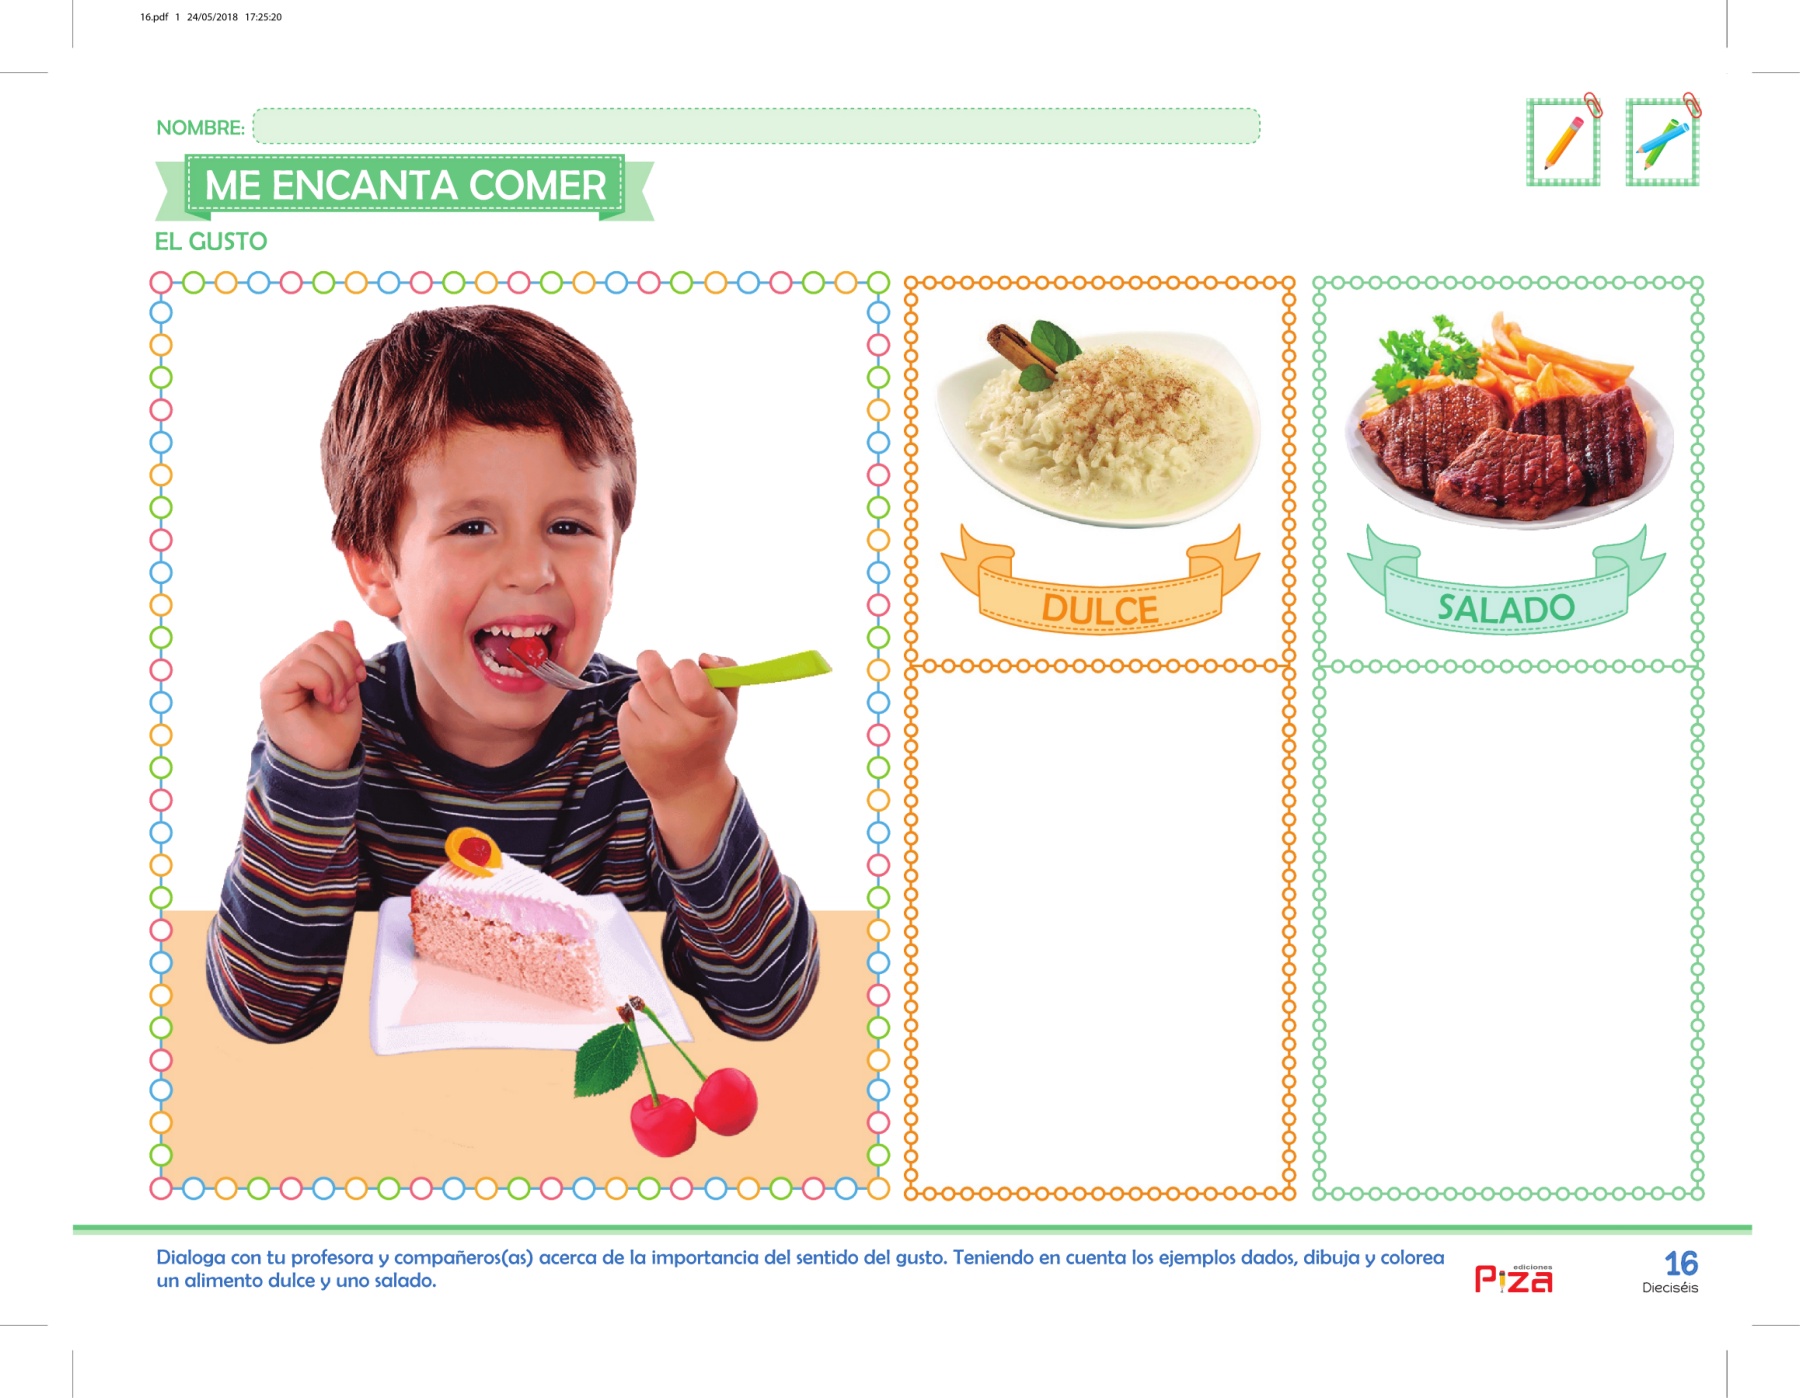 16.pdf 1 24/05/2018 17:25:20
NOMBRE:
ME ENCANTA COMER
EL GUSTO
DULCE
SALADO
Dialoga con tu profesora y compañeros(as) acerca de la importancia del sentido del gusto. Teniendo en cuenta los ejemplos dados, dibuja y colorea
un alimento dulce y uno salado.
ediciones
Piza
16
Dieciséis